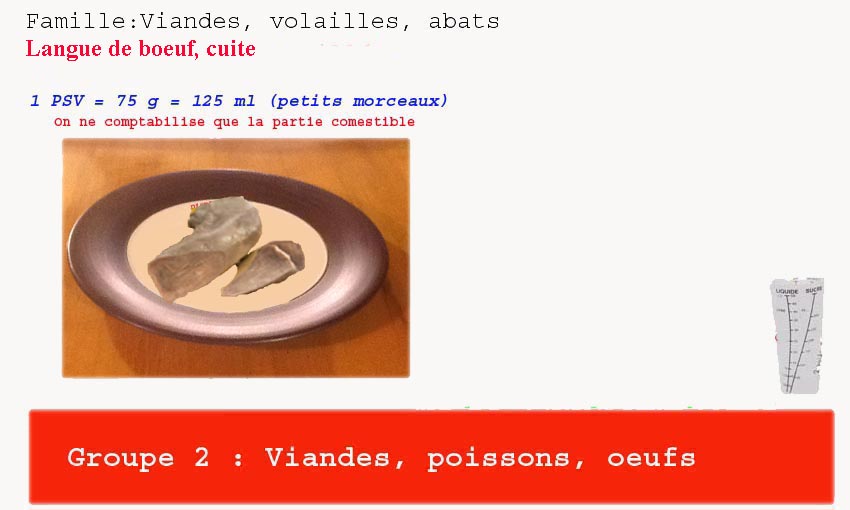 Famille:Viandes, volailles, abats
Langue de boeuf, cuite
1 PSV = 75 g = 125 ml (petits morceaux)
On ne comptabilise que la partie comestible
LIQUIDE SUCRE
Groupe 2 : Viandes, poissons, oeufs